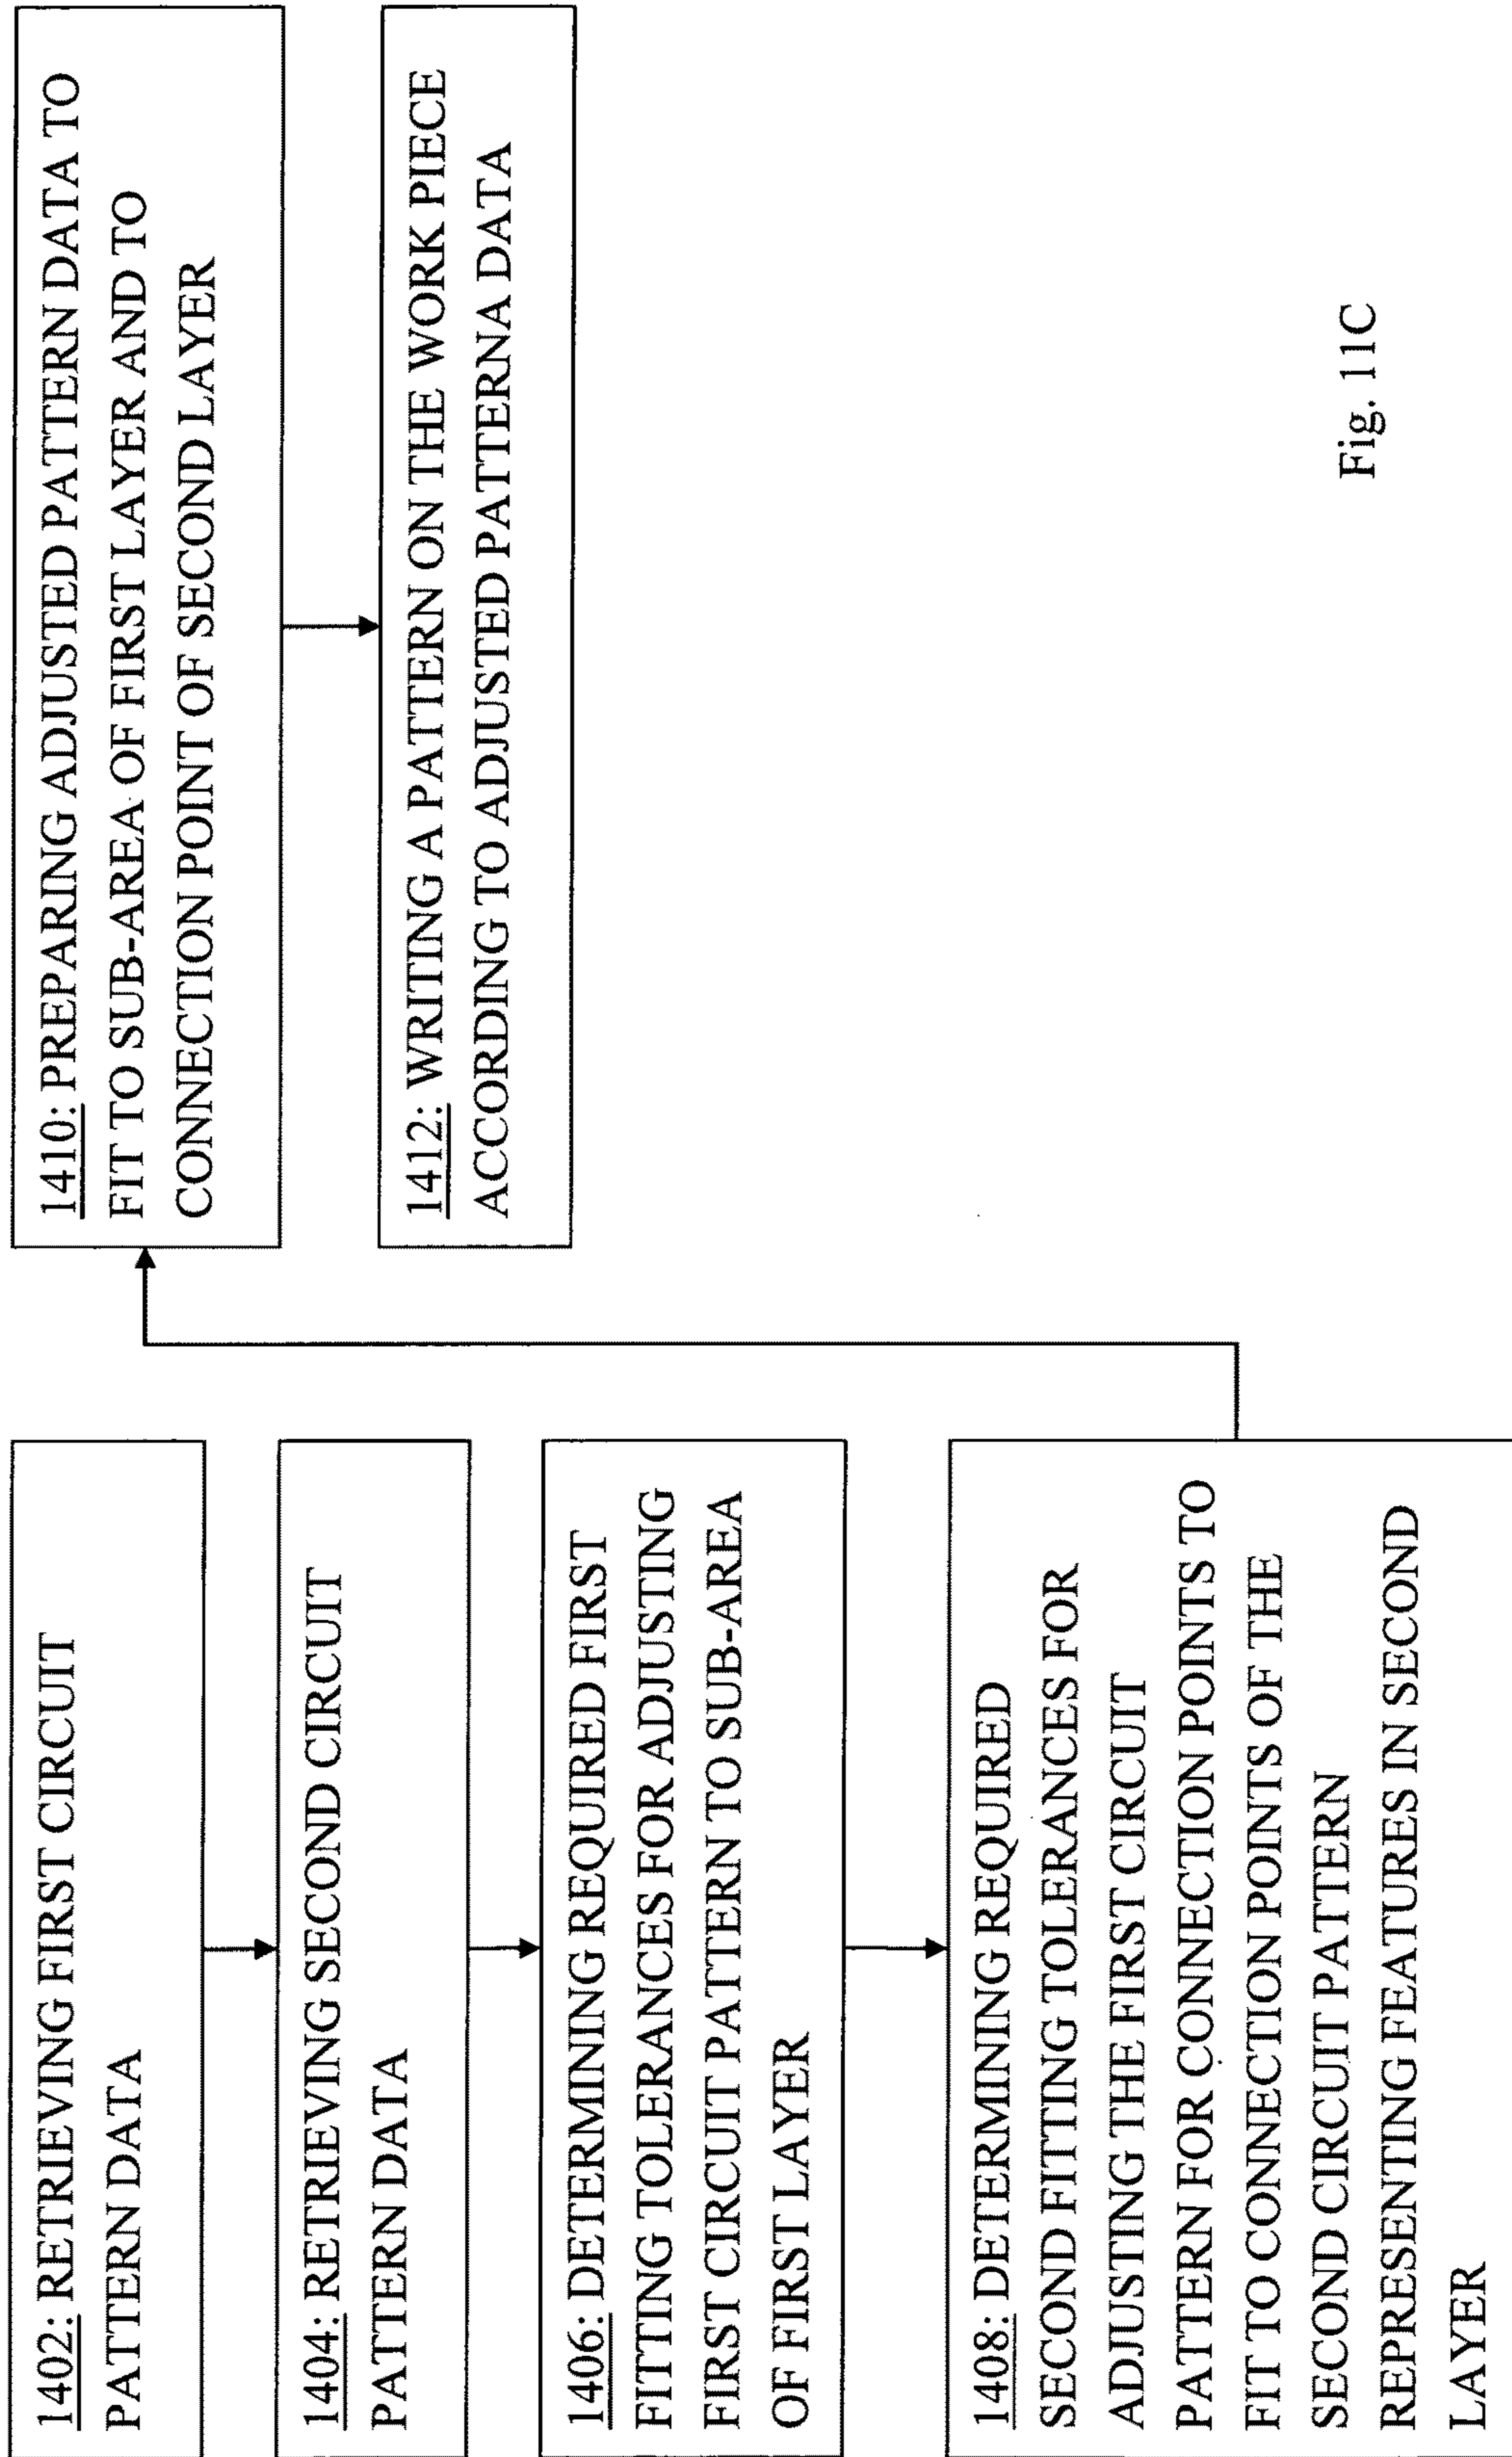 1402: RETRIEVING FIRST CIRCUIT
PATTERN DATA
1404: RETRIEVING SECOND CIRCUIT
PATTERN DATA
1406: DETERMINING REQUIRED FIRST
FITTING TOLERANCES FOR ADJUSTING
FIRST CIRCUIT PATTERN TO SUB-AREA
OF FIRST LAYER
1408: DETERMINING REQUIRED
SECOND FITTING TOLERANCES FOR
ADJUSTING THE FIRST CIRCUIT
PATTERN FOR CONNECTION POINTS TO
FIT TO CONNECTION POINTS OF THE
SECOND CIRCUIT PATTERN
REPRESENTING FEATURES IN SECOND
LAYER
1410: PREPARING ADJUSTED PATTERN DATA TO
FIT TO SUB-AREA OF FIRST LAYER AND TO
CONNECTION POINT OF SECOND LAYER
1412: WRITING A PATTERN ON THE WORK PIECE
ACCORDING TO ADJUSTED PATTERNA DATA
Fig. 11C